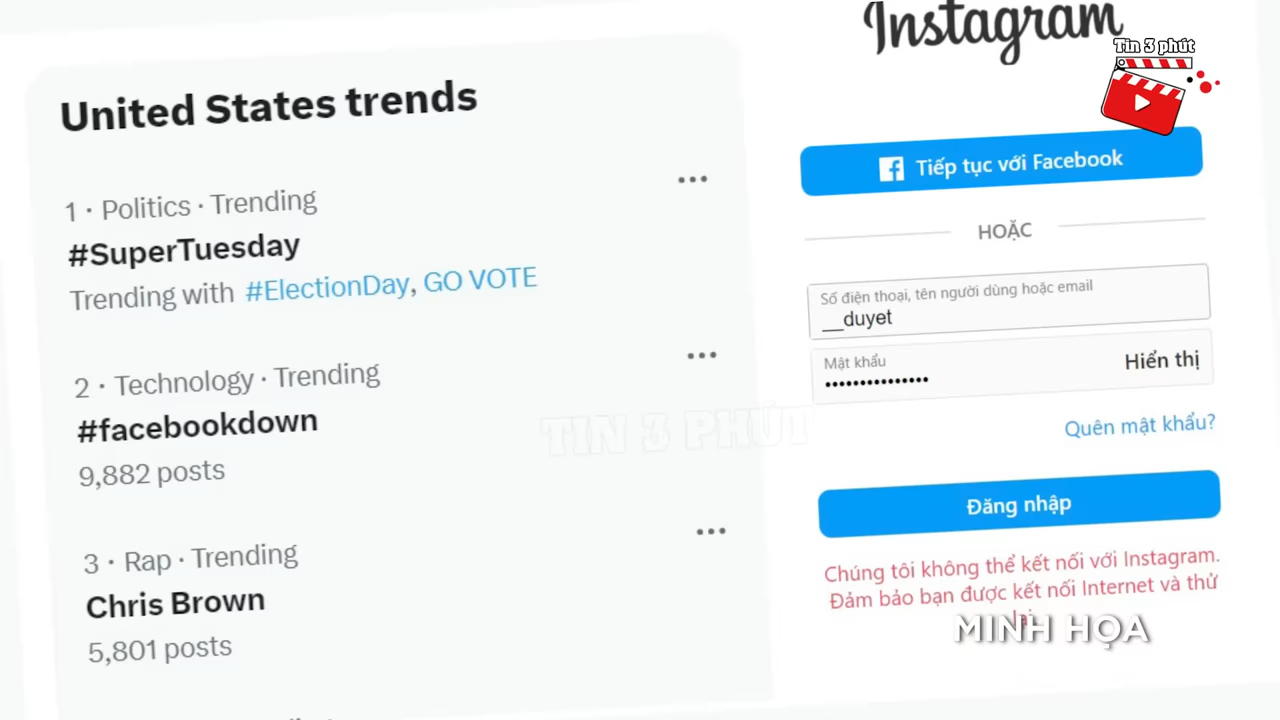 United States trends
1 · Politics · Trending
#SuperTuesday
Trending with #ElectionDay, GO VOTE
2 · Technology · Trending
#facebookdown
9,882 posts
3 · Rap · Trending
Chris Brown
5,801 posts
Instagram
Tin 3 phút
Tiếp tục với Facebook
HOẶC
Số điện thoại, tên người dùng hoặc email
__duyet
Mật khẩu
•••••••••••••••
Hiển thị
Quên mật khẩu?
Đăng nhập
Chúng tôi không thể kết nối với Instagram.
Đảm bảo bạn được kết nối Internet và thử
lại.
MINH HỌA
TIN 3 PHÚT